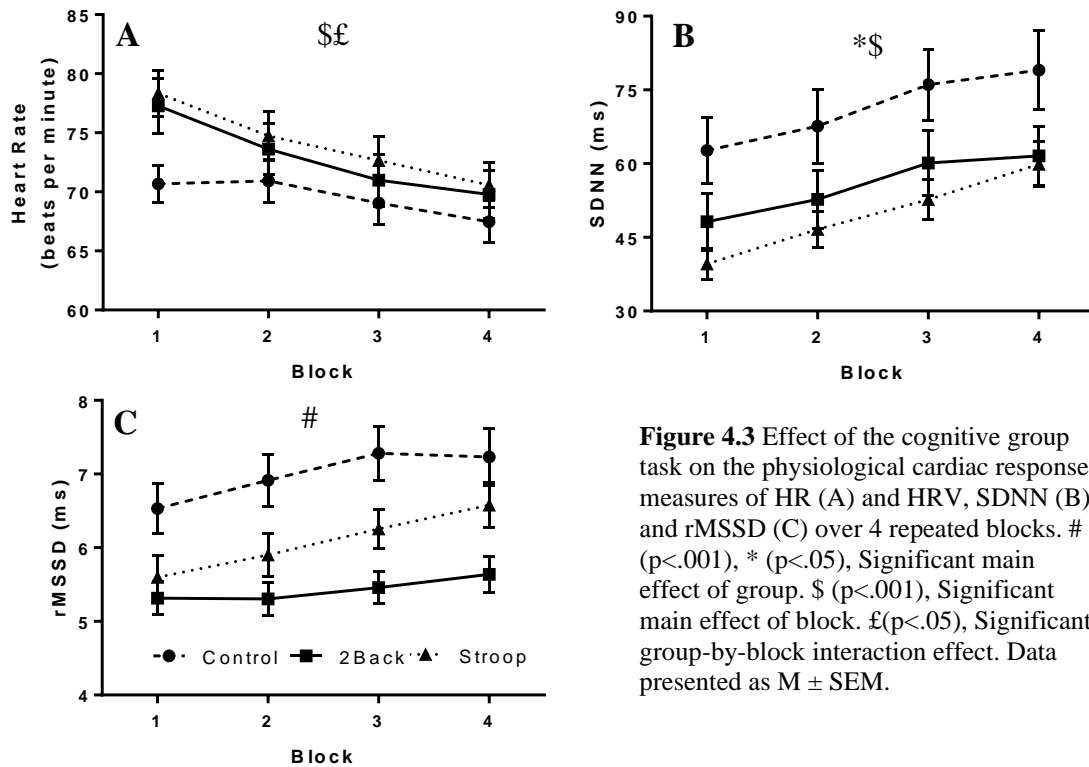 A
$£
85
80
75
70
65
60
Heart Rate
(beats per minute)
1 2 3 4
Block
B
*$
90
75
60
45
30
SDNN (ms)
1 2 3 4
Block
C
#
8
7
6
5
4
rMSSD (ms)
Control 2Back Stroop
1 2 3 4
Block
Figure 4.3 Effect of the cognitive group
task on the physiological cardiac response
measures of HR (A) and HRV, SDNN (B)
and rMSSD (C) over 4 repeated blocks. #
(p<.001), * (p<.05), Significant main
effect of group. $ (p<.001), Significant
main effect of block. £(p<.05), Significant
group-by-block interaction effect. Data
presented as M ± SEM.